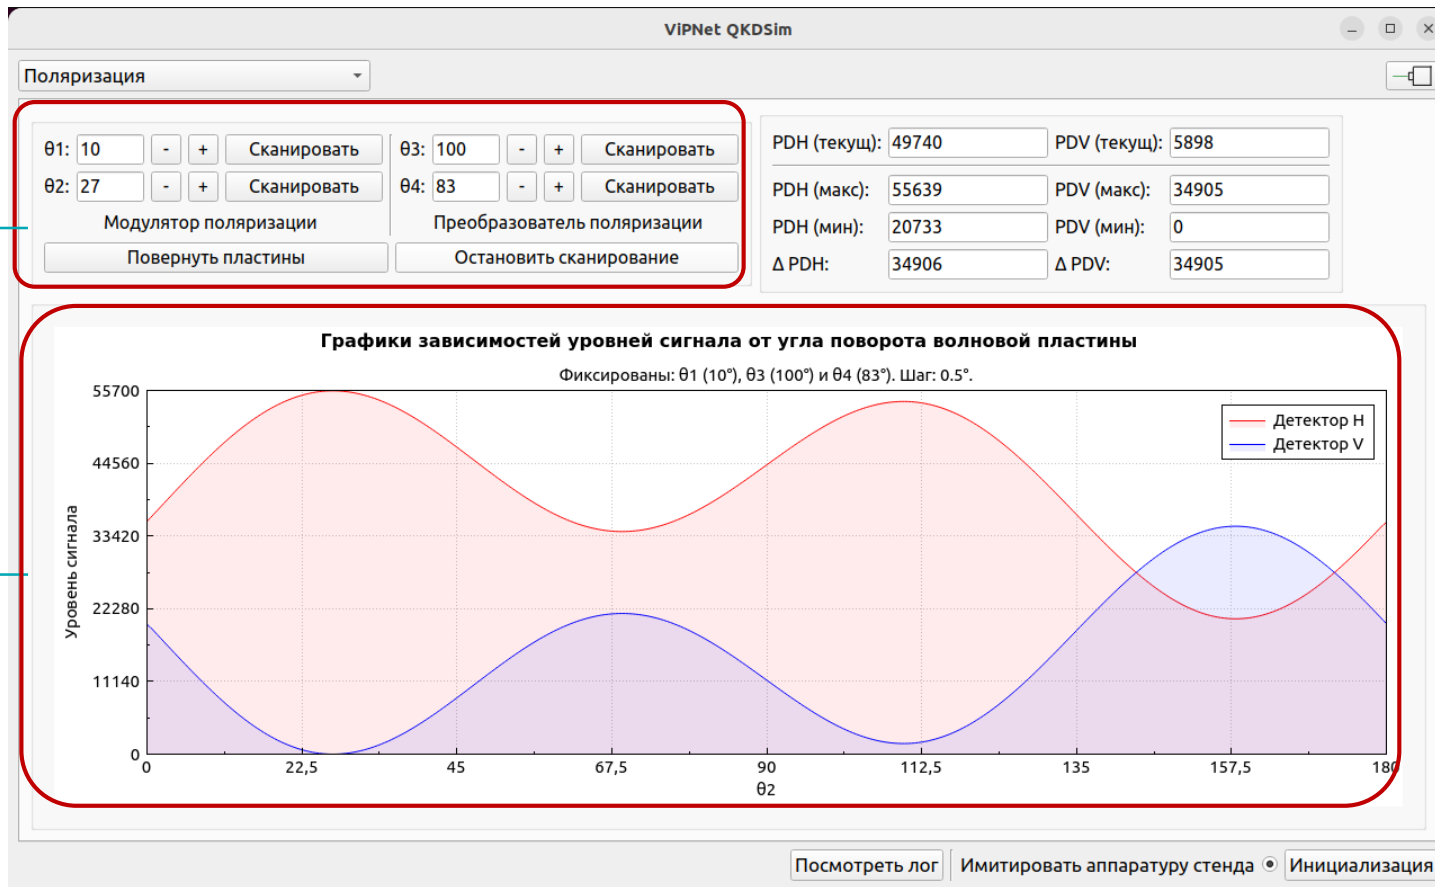 ViPNet QKDSim
Поляризация
θ1: 10 - + Сканировать θ3: 100 - + Сканировать
θ2: 27 - + Сканировать θ4: 83 - + Сканировать
Модулятор поляризации Преобразователь поляризации
Повернуть пластины Остановить сканирование
PDH (текущ): 49740 PDV (текущ): 5898
PDH (макс): 55639 PDV (макс): 34905
PDH (мин): 20733 PDV (мин): 0
Δ PDH: 34906 Δ PDV: 34905
Графики зависимостей уровней сигнала от угла поворота волновой пластины
Фиксированы: θ1 (10°), θ3 (100°) и θ4 (83°). Шаг: 0.5°.
Детектор H
Детектор V
Уровень сигнала
55700
44560
33420
22280
11140
0
0 22,5 45 67,5 90 112,5 135 157,5 180
θ2
Посмотреть лог Имитировать аппаратуру стенда Инициализация